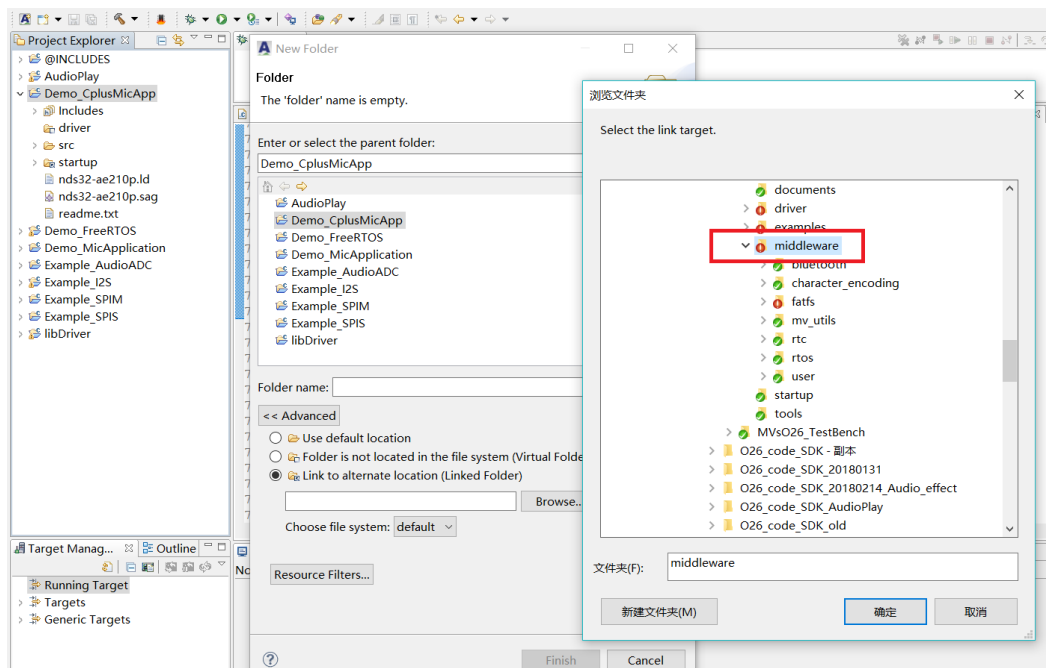 Project Explorer
@INCLUDES
AudioPlay
Demo_CplusMicApp
Includes
driver
src
startup
nds32-ae210p.ld
nds32-ae210p.sag
readme.txt
Demo_FreeRTOS
Demo_MicApplication
Example_AudioADC
Example_I2S
Example_SPIM
Example_SPIS
libDriver
Target Manag...
Outline
Running Target
Targets
Generic Targets
New Folder
Folder
The 'folder' name is empty.
Enter or select the parent folder:
Demo_CplusMicApp
AudioPlay
Demo_CplusMicApp
Demo_FreeRTOS
Demo_MicApplication
Example_AudioADC
Example_I2S
Example_SPIM
Example_SPIS
libDriver
Folder name:
<< Advanced
Use default location
Folder is not located in the file system (Virtual Folde
Link to alternate location (Linked Folder)
Browse..
Choose file system: default
Resource Filters...
Finish
Cancel
浏览文件夹
Select the link target.
documents
driver
examples
middleware
bluetooth
character_encoding
fatfs
mv_utils
rtc
rtos
user
startup
tools
MVsO26_TestBench
O26_code_SDK - 副本
O26_code_SDK_20180131
O26_code_SDK_20180214_Audio_effect
O26_code_SDK_AudioPlay
O26_code_SDK_old
文件夹(F): middleware
新建文件夹(M)
确定
取消